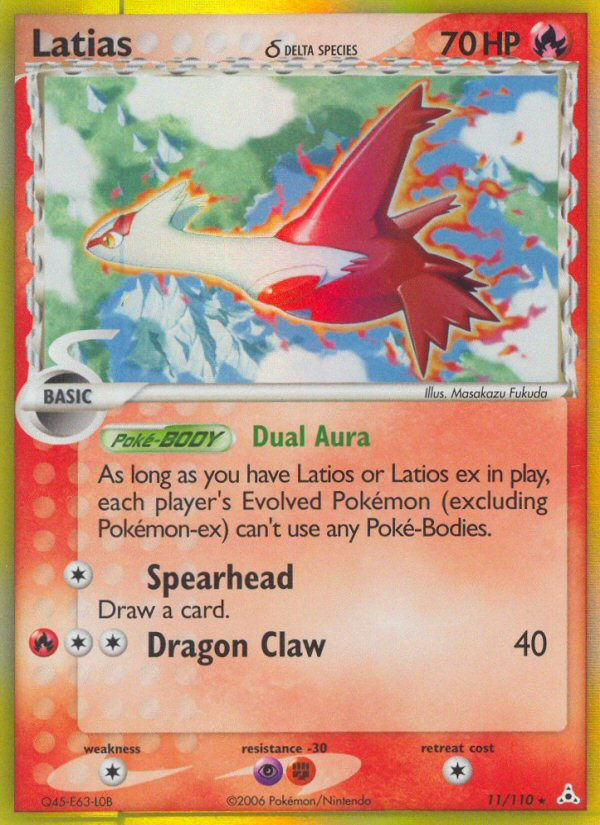 Latias δ DELTA SPECIES 70 HP
Illus. Masakazu Fukuda
BASIC
Poké-BODY Dual Aura
As long as you have Latios or Latios ex in play,
each player's Evolved Pokémon (excluding
Pokémon-ex) can't use any Poké-Bodies.
Spearhead
Draw a card.
Dragon Claw 40
weakness resistance -30 retreat cost
Q45-E63-L0B ©2006 Pokémon/Nintendo 11/110 ★